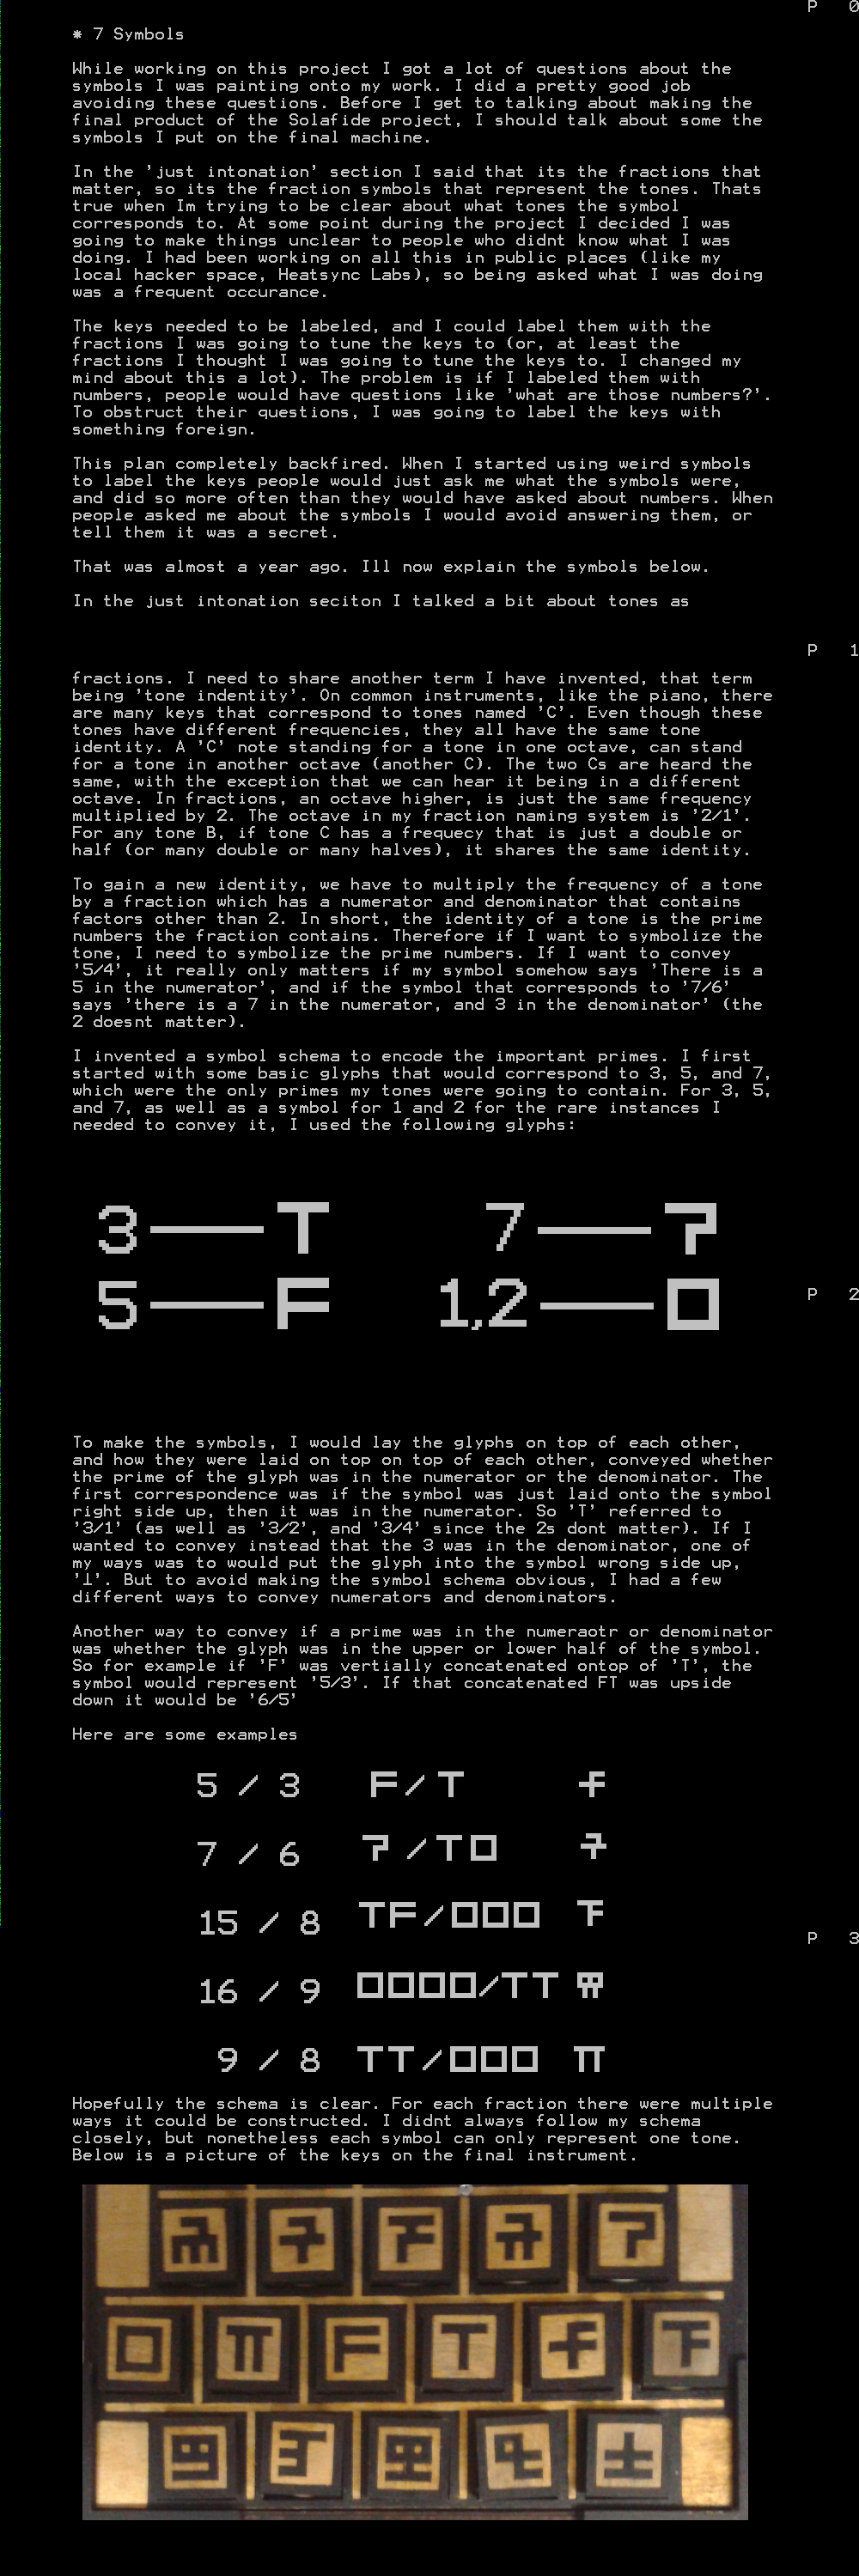 P 0
* 7 Symbols
While working on this project I got a lot of questions about the
symbols I was painting onto my work. I did a pretty good job
avoiding these questions. Before I get to talking about making the
final product of the Solafide project, I should talk about some the
symbols I put on the final machine.
In the 'just intonation' section I said that its the fractions that
matter, so its the fraction symbols that represent the tones. Thats
true when Im trying to be clear about what tones the symbol
corresponds to. At some point during the project I decided I was
going to make things unclear to people who didnt know what I was
doing. I had been working on all this in public places (like my
local hacker space, Heatsync Labs), so being asked what I was doing
was a frequent occurance.
The keys needed to be labeled, and I could label them with the
fractions I was going to tune the keys to (or, at least the
fractions I thought I was going to tune the keys to. I changed my
mind about this a lot). The problem is if I labeled them with
numbers, people would have questions like 'what are those numbers?'.
To obstruct their questions, I was going to label the keys with
something foreign.
This plan completely backfired. When I started using weird symbols
to label the keys people would just ask me what the symbols were,
and did so more often than they would have asked about numbers. When
people asked me about the symbols I would avoid answering them, or
tell them it was a secret.
That was almost a year ago. Ill now explain the symbols below.
In the just intonation seciton I talked a bit about tones as
P 1
fractions. I need to share another term I have invented, that term
being 'tone indentity'. On common instruments, like the piano, there
are many keys that correspond to tones named 'C'. Even though these
tones have different frequencies, they all have the same tone
identity. A 'C' note standing for a tone in one octave, can stand
for a tone in another octave (another C). The two Cs are heard the
same, with the exception that we can hear it being in a different
octave. In fractions, an octave higher, is just the same frequency
multiplied by 2. The octave in my fraction naming system is '2/1'.
For any tone B, if tone C has a frequecy that is just a double or
half (or many double or many halves), it shares the same identity.
To gain a new identity, we have to multiply the frequency of a tone
by a fraction which has a numerator and denominator that contains
factors other than 2. In short, the identity of a tone is the prime
numbers the fraction contains. Therefore if I want to symbolize the
tone, I need to symbolize the prime numbers. If I want to convey
'5/4', it really only matters if my symbol somehow says 'There is a
5 in the numerator', and if the symbol that corresponds to '7/6'
says 'there is a 7 in the numerator, and 3 in the denominator' (the
2 doesnt matter).
I invented a symbol schema to encode the important primes. I first
started with some basic glyphs that would correspond to 3, 5, and 7,
which were the only primes my tones were going to contain. For 3, 5,
and 7, as well as a symbol for 1 and 2 for the rare instances I
needed to convey it, I used the following glyphs:
3 — T 7 —
5 — F 1,2 —
P 2
To make the symbols, I would lay the glyphs on top of each other,
and how they were laid on top on top of each other, conveyed whether
the prime of the glyph was in the numerator or the denominator. The
first correspondence was if the symbol was just laid onto the symbol
right side up, then it was in the numerator. So 'T' referred to
'3/1' (as well as '3/2', and '3/4' since the 2s dont matter). If I
wanted to convey instead that the 3 was in the denominator, one of
my ways was to would put the glyph into the symbol wrong side up,
'⊥'. But to avoid making the symbol schema obvious, I had a few
different ways to convey numerators and denominators.
Another way to convey if a prime was in the numeraotr or denominator
was whether the glyph was in the upper or lower half of the symbol.
So for example if 'F' was vertially concatenated ontop of 'T', the
symbol would represent '5/3'. If that concatenated FT was upside
down it would be '6/5'
Here are some examples
5 / 3 F/T
7 / 6 /TO
15 / 8 TF/OOO
P 3
16 / 9 OOOO/TT
9 / 8 TT/OOO
Hopefully the schema is clear. For each fraction there were multiple
ways it could be constructed. I didnt always follow my schema
closely, but nonetheless each symbol can only represent one tone.
Below is a picture of the keys on the final instrument.